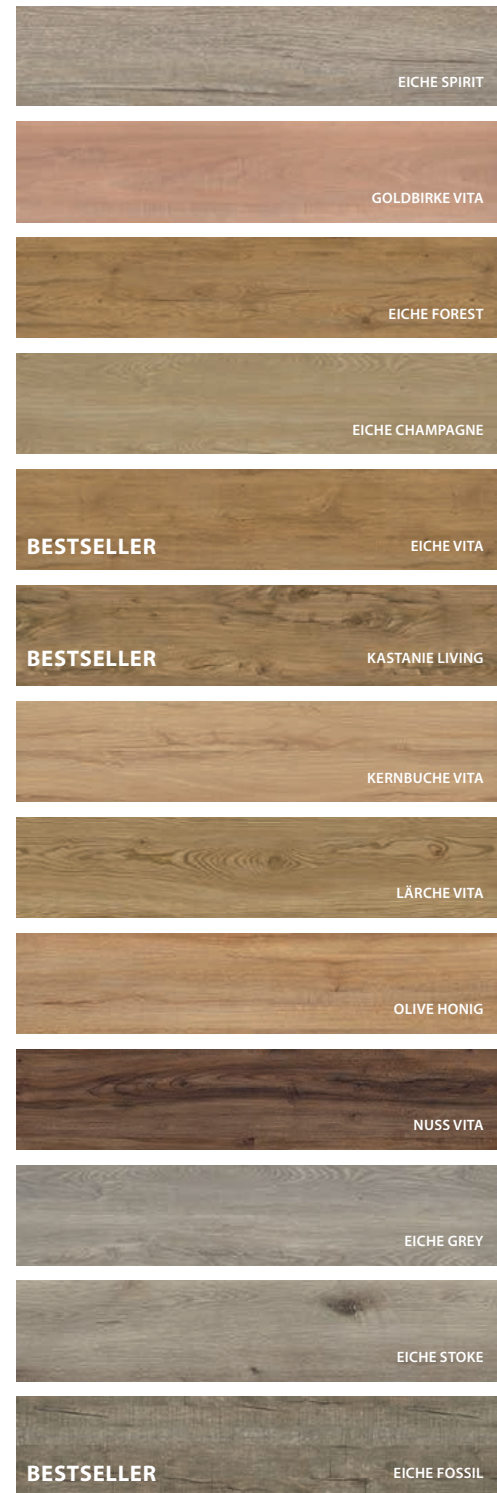 EICHE SPIRIT
GOLDBIRKE VITA
EICHE FOREST
EICHE CHAMPAGNE
BESTSELLER EICHE VITA
BESTSELLER KASTANIE LIVING
KERNBUCHE VITA
LÄRCHE VITA
OLIVE HONIG
NUSS VITA
EICHE GREY
EICHE STOKE
BESTSELLER EICHE FOSSIL